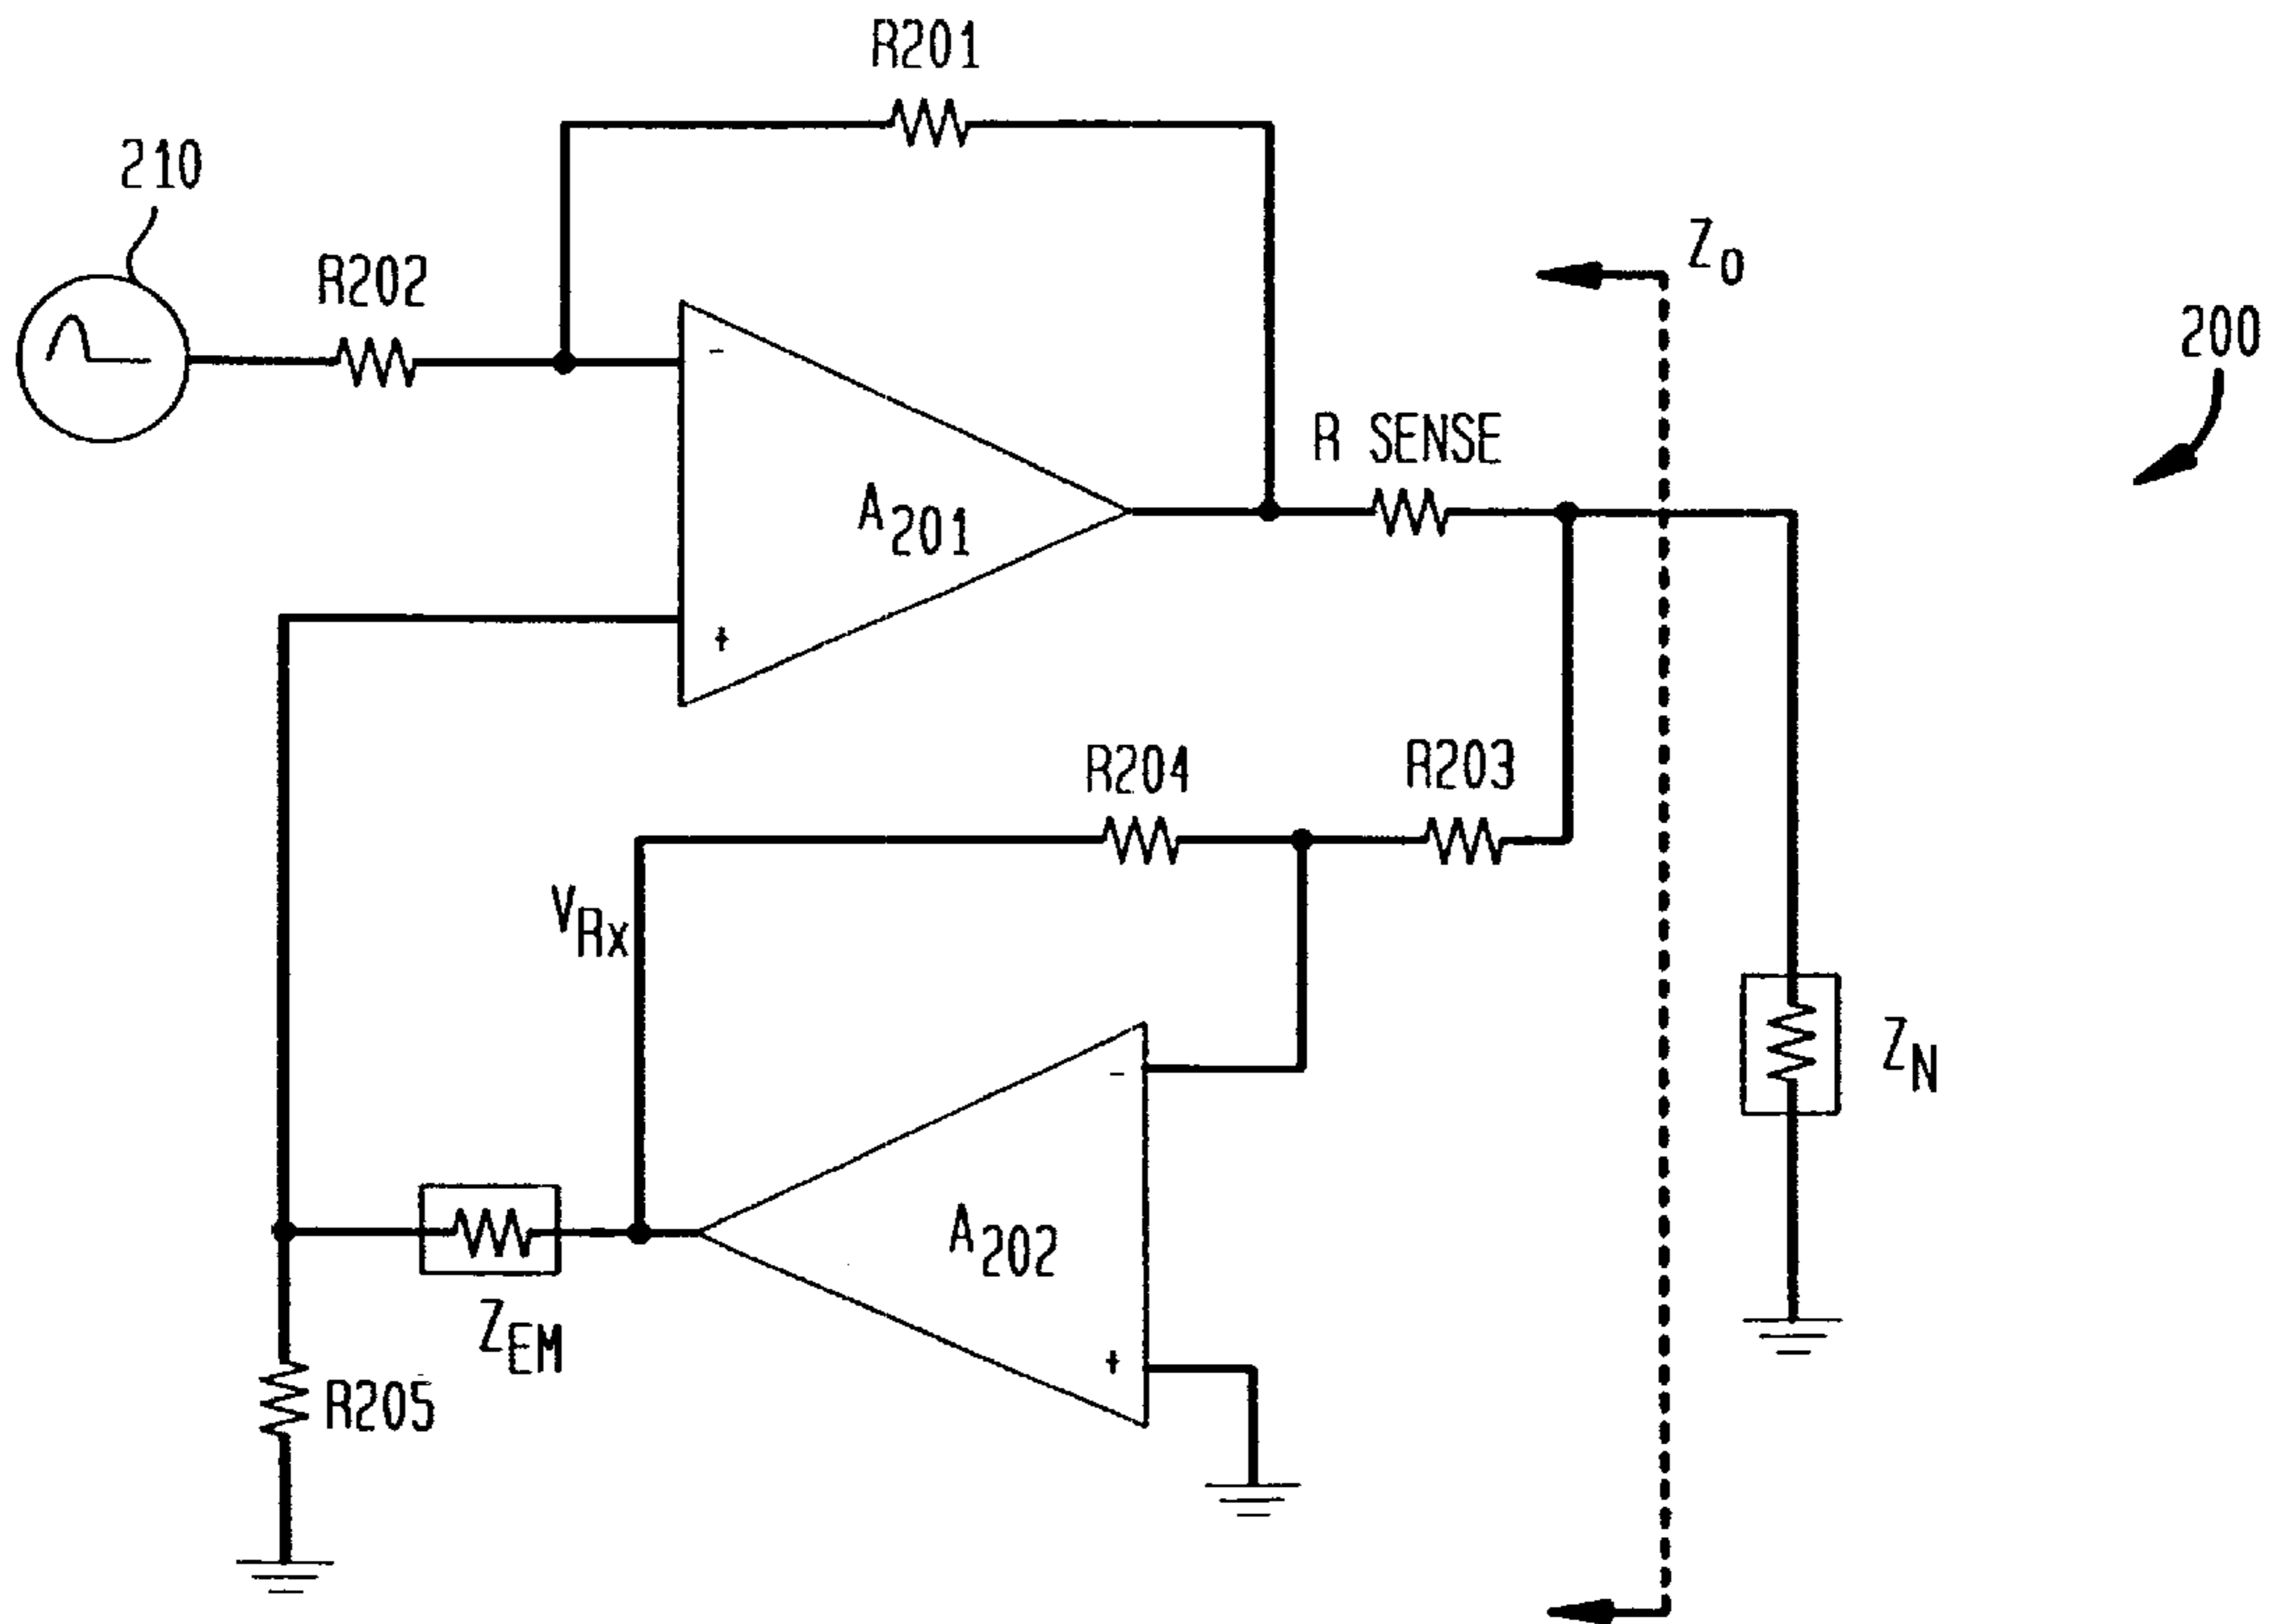 R201
210
R202
Z0
200
-
R SENSE
A201
+
R204
R203
VRx
-
ZN
A202
ZEM
+
R205